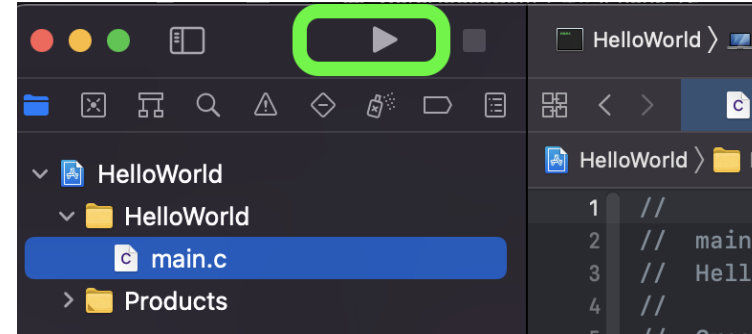 HelloWorld
HelloWorld
HelloWorld
HelloWorld
C main.c
Products
C
1 //
2 // main
3 // Hell
4 //